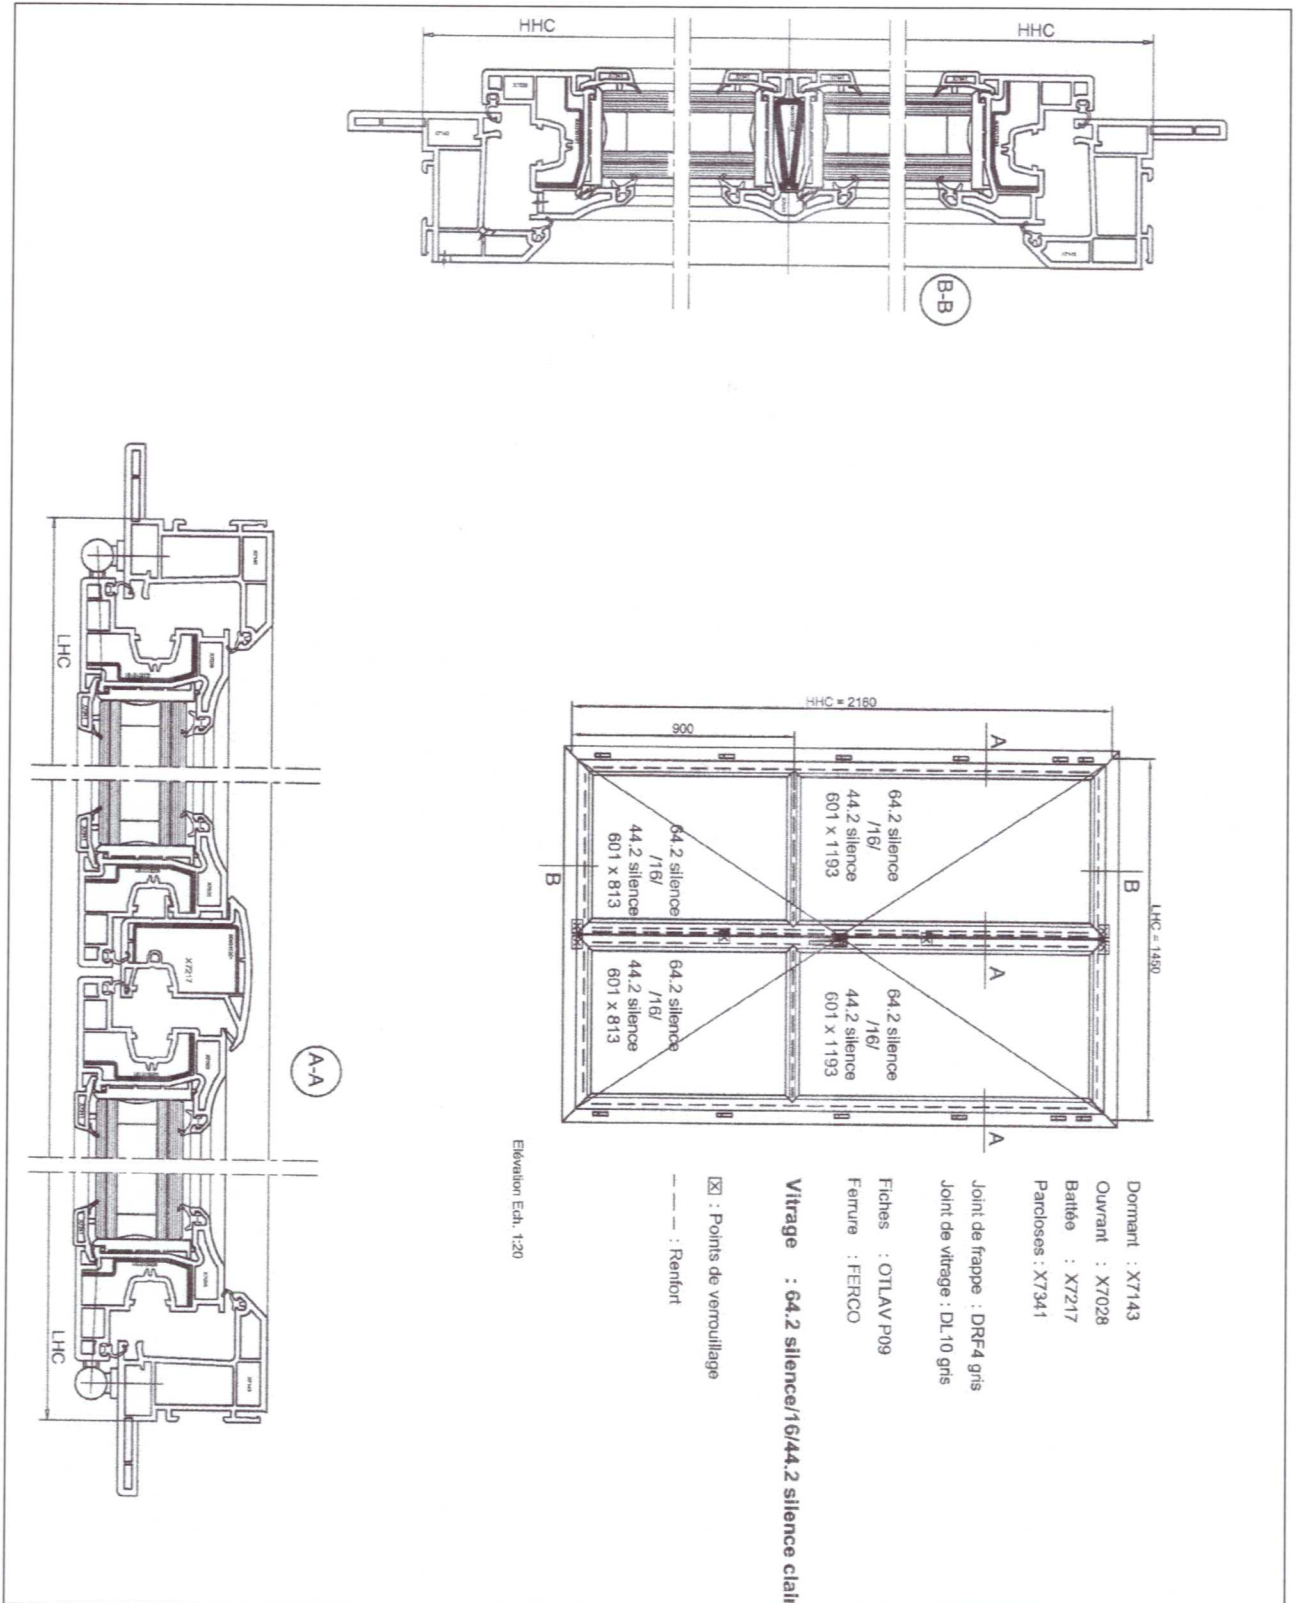 HHC
HHC
B-B
LHC
X7217
LHC
A-A
HHC = 2160
900
LHC = 1450
A
A
A
B
B
64.2 silence
/16/
44.2 silence
601 x 1193
64.2 silence
/16/
44.2 silence
601 x 1193
64.2 silence
/16/
44.2 silence
601 x 813
64.2 silence
/16/
44.2 silence
601 x 813
Dormant : X7143
Ouvrant : X7028
Battée : X7217
Parcloses : X7341
Joint de frappe : DRF4 gris
Joint de vitrage : DL10 gris
Fiches : OTLAV P09
Ferrure : FERCO
Vitrage : 64.2 silence/16/44.2 silence clair
: Points de verrouillage
: Renfort
Elévation Ech. 1:20